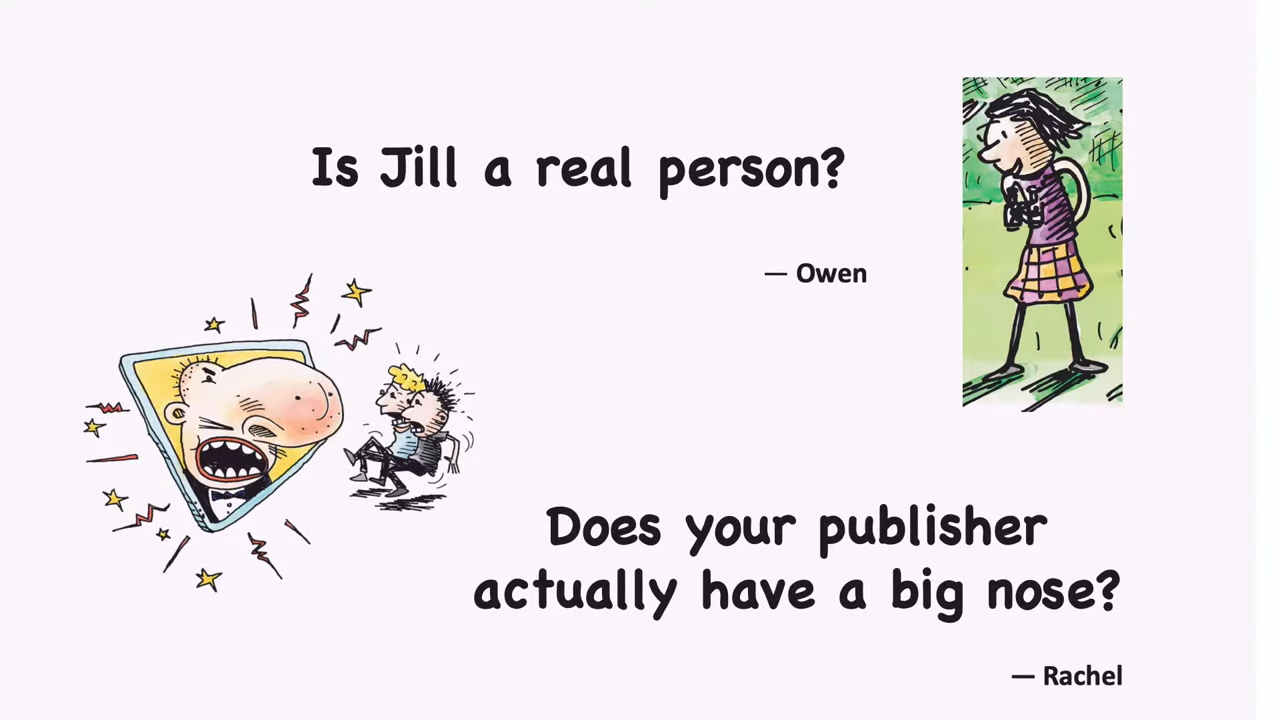 Is Jill a real person?
— Owen
Does your publisher
actually have a big nose?
— Rachel